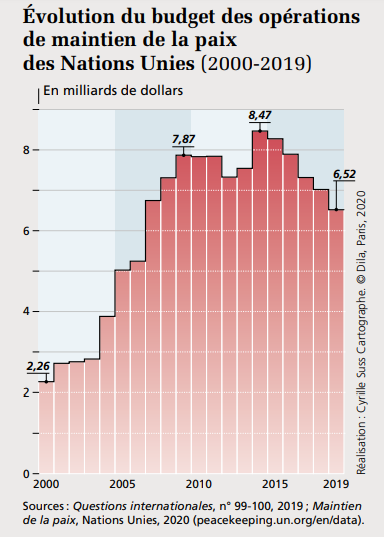 Évolution du budget des opérations
de maintien de la paix
des Nations Unies (2000-2019)
En milliards de dollars
8,47
7,87
8
6,52
6
4
2,26
2
0
2000
2005
2010
2015
2019
Réalisation : Cyrille Suss Cartographe. © Dila, Paris, 2020
Sources : Questions internationales, n° 99-100, 2019 ; Maintien
de la paix, Nations Unies, 2020 (peacekeeping.un.org/en/data).